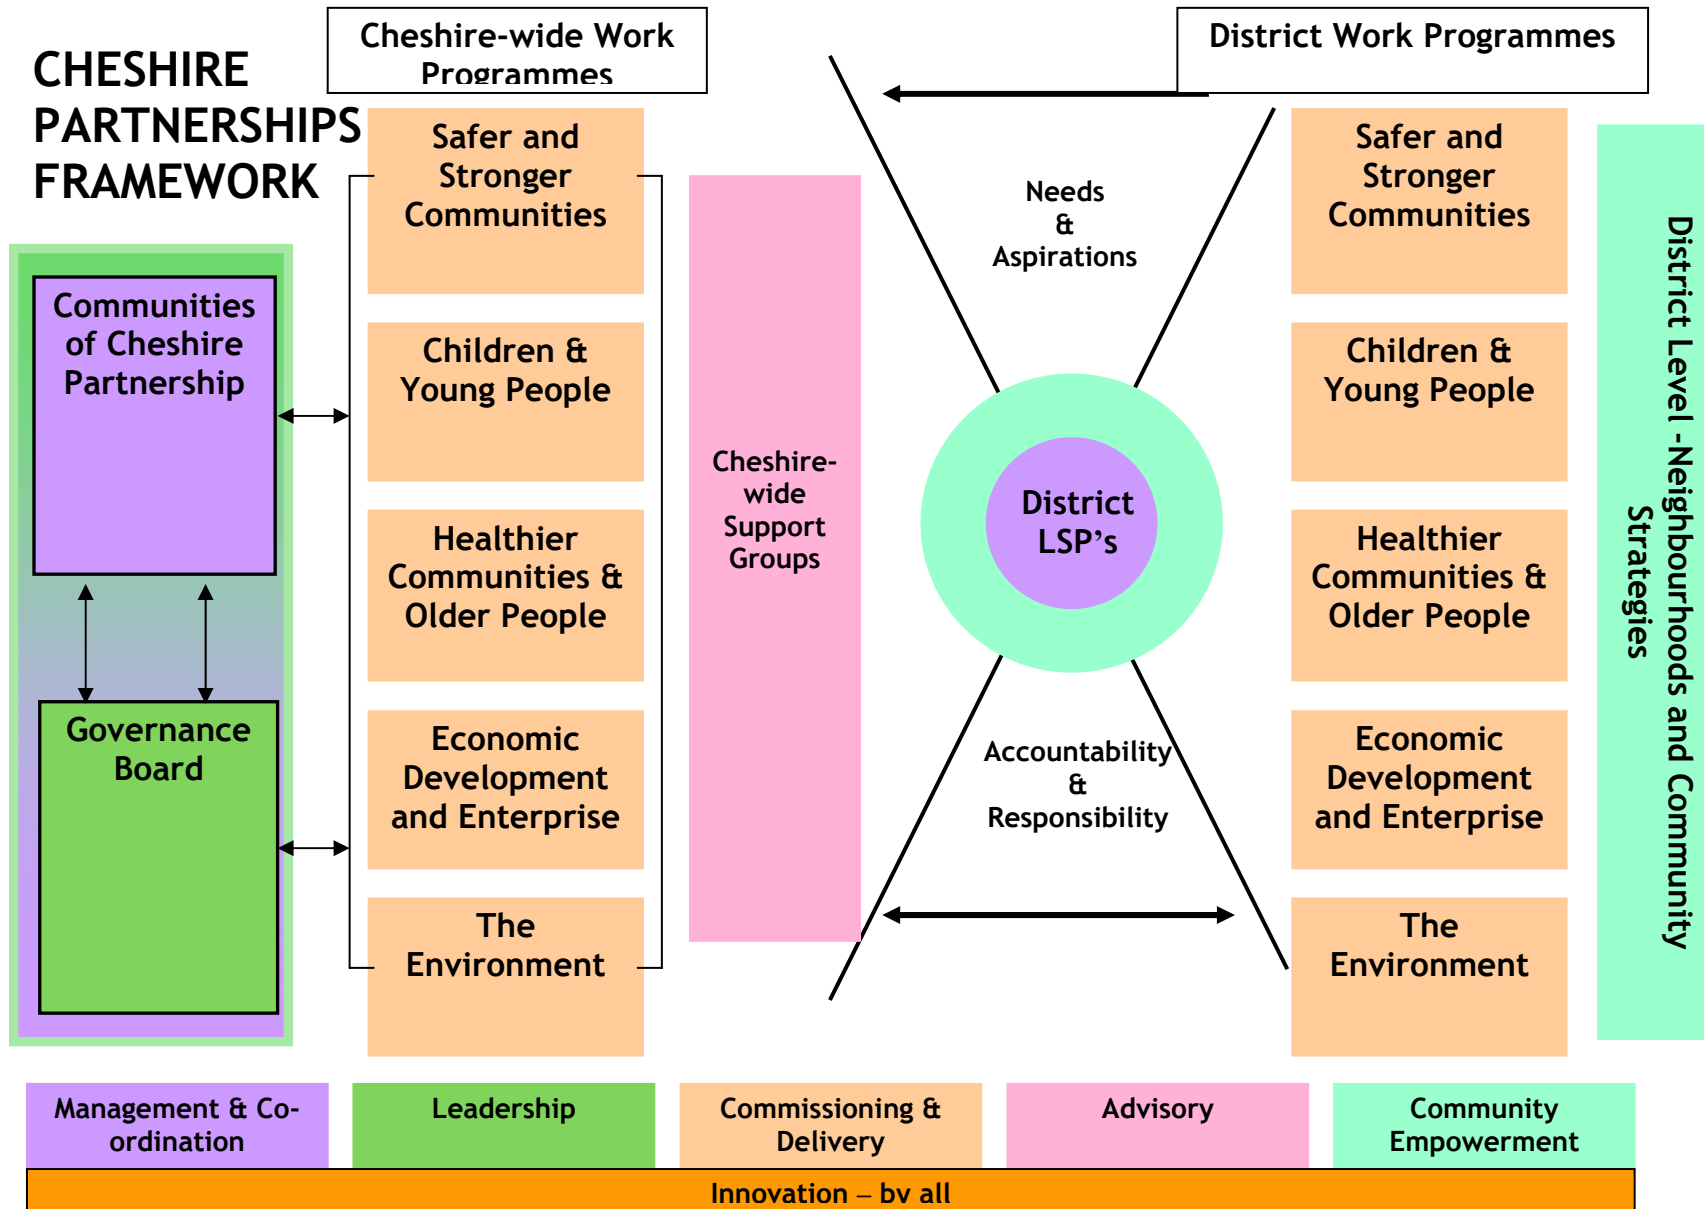 CHESHIRE
PARTNERSHIPS
FRAMEWORK
Cheshire-wide Work
Programmes
District Work Programmes
Communities
of Cheshire
Partnership
Governance
Board
Safer and
Stronger
Communities
Children &
Young People
Healthier
Communities &
Older People
Economic
Development
and Enterprise
The
Environment
Cheshire-
wide
Support
Groups
Needs
&
Aspirations
District
LSP’s
Accountability
&
Responsibility
Safer and
Stronger
Communities
Children &
Young People
Healthier
Communities &
Older People
Economic
Development
and Enterprise
The
Environment
District Level -Neighbourhoods and Community
Strategies
Management & Co-
ordination
Leadership
Commissioning &
Delivery
Advisory
Community
Empowerment
Innovation – by all